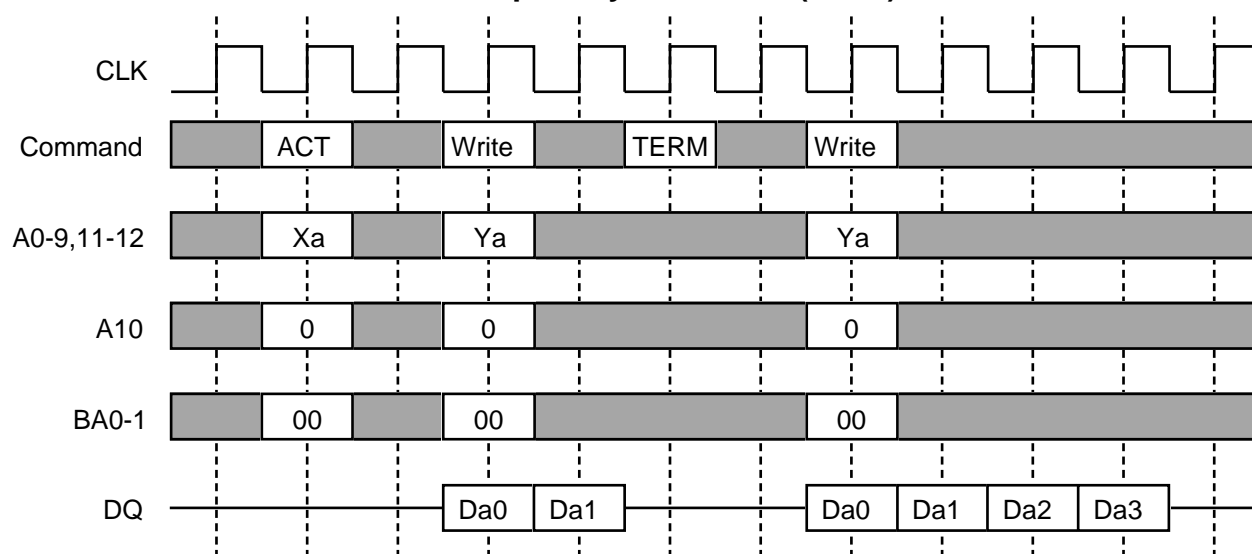 CLK
Command ACT Write TERM Write
A0-9,11-12 Xa Ya Ya
A10 0 0 0
BA0-1 00 00 00
DQ Da0 Da1 Da0 Da1 Da2 Da3